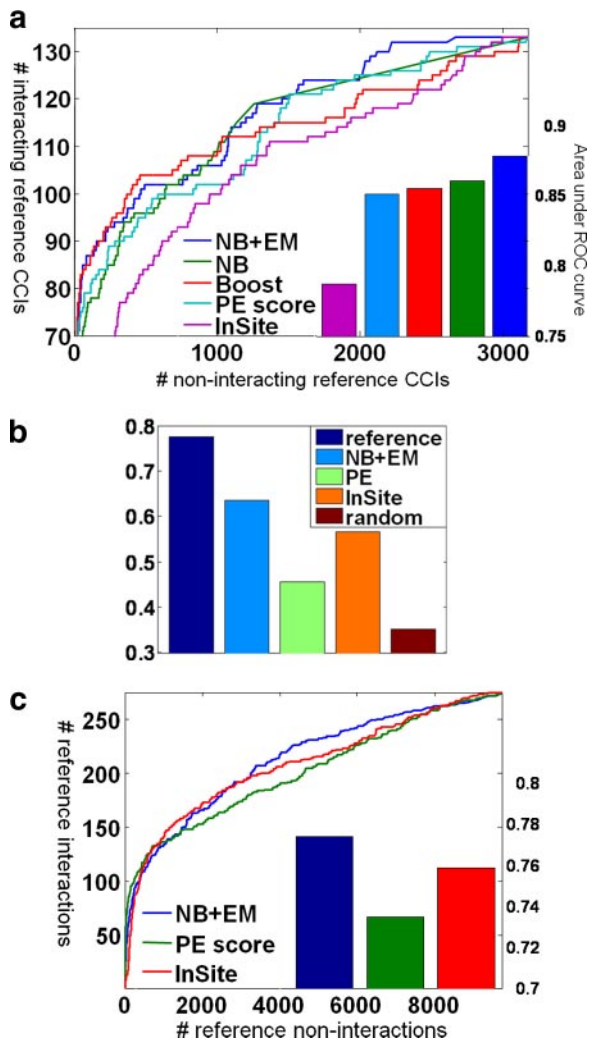 a
# interacting reference CCIs
130
120
110
100
90
80
70
0
1000
2000
3000
# non-interacting reference CCIs
NB+EM
NB
Boost
PE score
InSite
0.9
0.85
0.8
0.75
Area under ROC curve
b
0.8
0.7
0.6
0.5
0.4
0.3
reference
NB+EM
PE
InSite
random
c
# reference interactions
250
200
150
100
50
0
2000
4000
6000
8000
# reference non-interactions
NB+EM
PE score
InSite
0.8
0.78
0.76
0.74
0.72
0.7